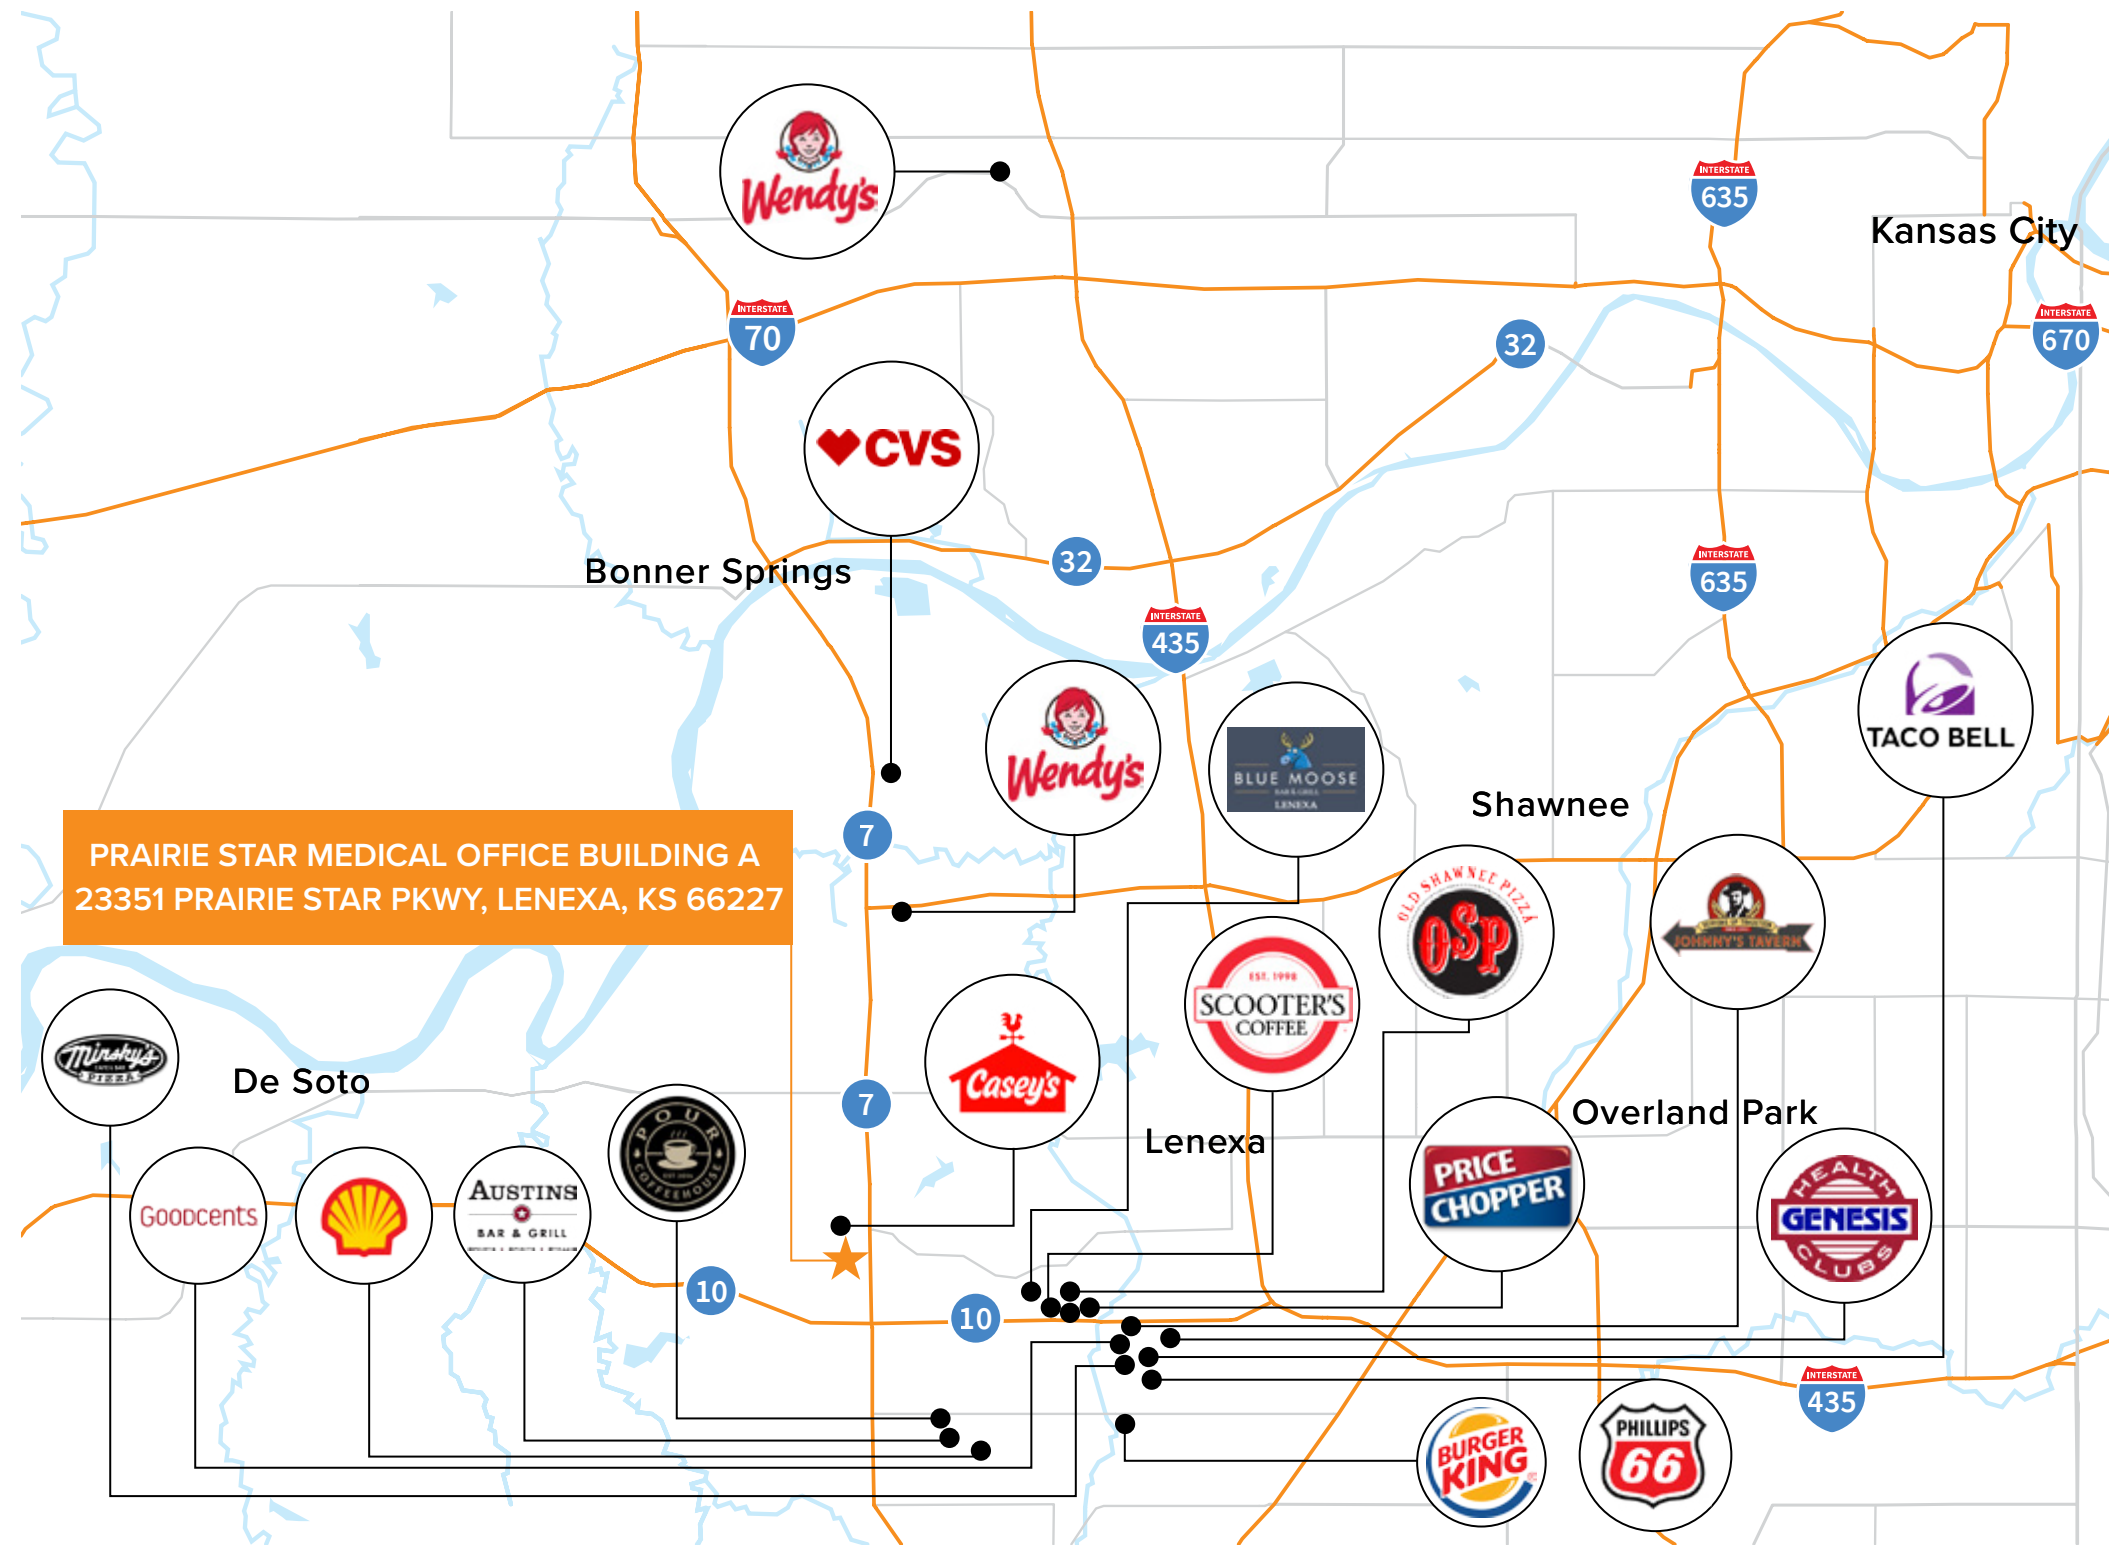 Wendy's
INTERSTATE
635
Kansas City
INTERSTATE
70
32
INTERSTATE
670
CVS
Bonner Springs
32
INTERSTATE
635
INTERSTATE
435
Wendy's
BLUE MOOSE
BAR & GRILL
LENEXA
TACO BELL
Shawnee
7
PRAIRIE STAR MEDICAL OFFICE BUILDING A
23351 PRAIRIE STAR PKWY, LENEXA, KS 66227
OLD SHAWNEE PIZZA
OSP
JOHNNY'S TAVERN
EST. 1998
SCOOTER'S
COFFEE
Minsky's
PIZZA
De Soto
Casey's
7
POUR
COFFEEHOUSE
Lenexa
Overland Park
PRICE
CHOPPER
HEALTH
GENESIS
CLUBS
GOODCENTS
AUSTINS
BAR & GRILL
10
10
INTERSTATE
435
BURGER
KING
PHILLIPS
66